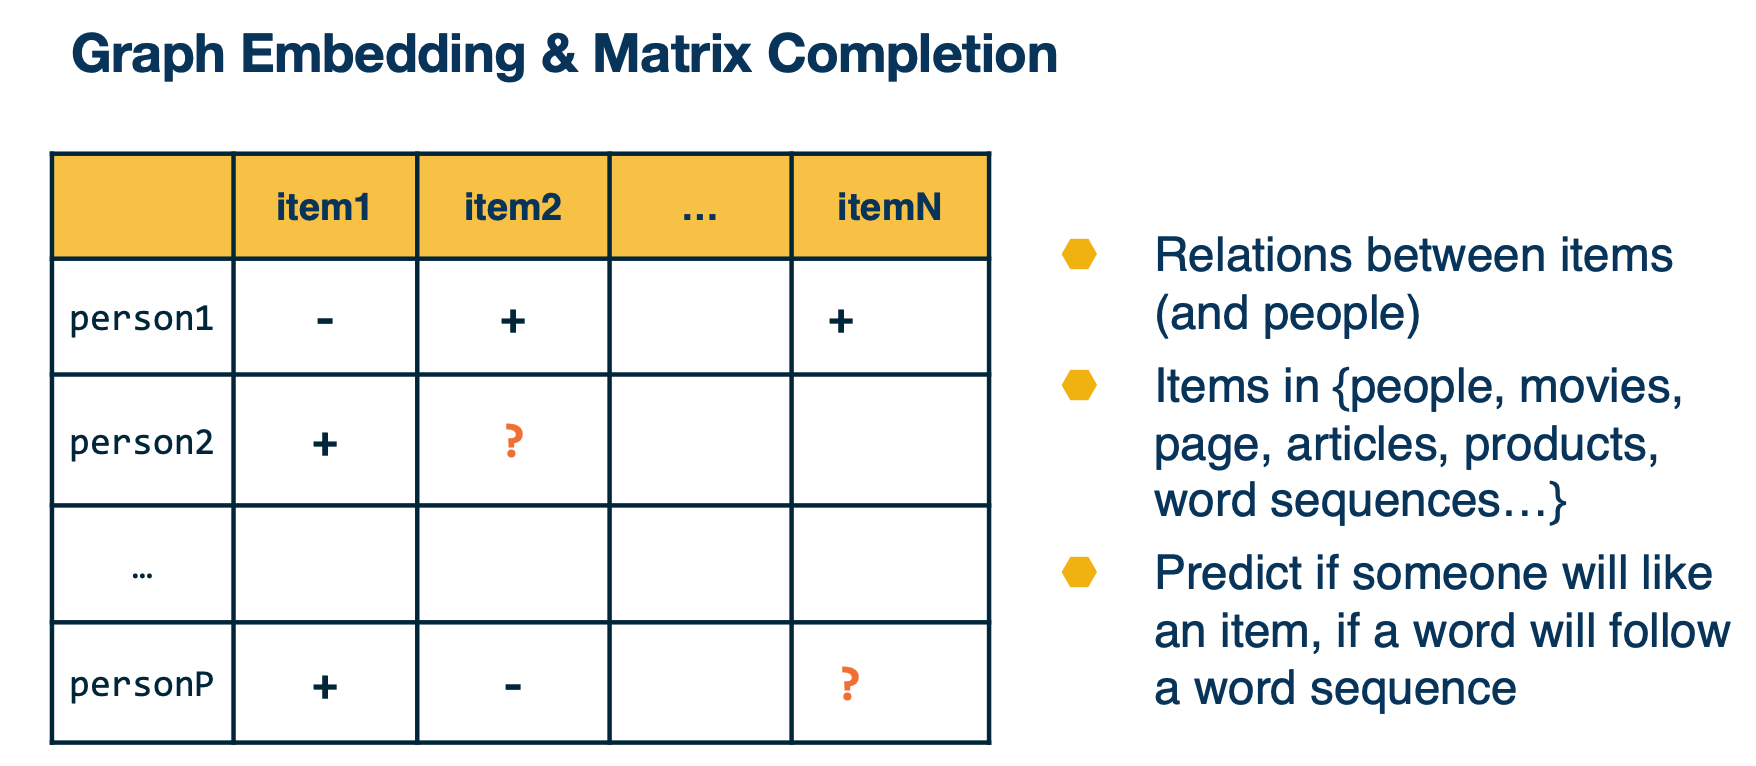 Graph Embedding & Matrix Completion
item1 item2 ... itemN
person1 - + +
person2 + ?
...
personP + - ?
Relations between items
(and people)
Items in {people, movies,
page, articles, products,
word sequences...}
Predict if someone will like
an item, if a word will follow
a word sequence